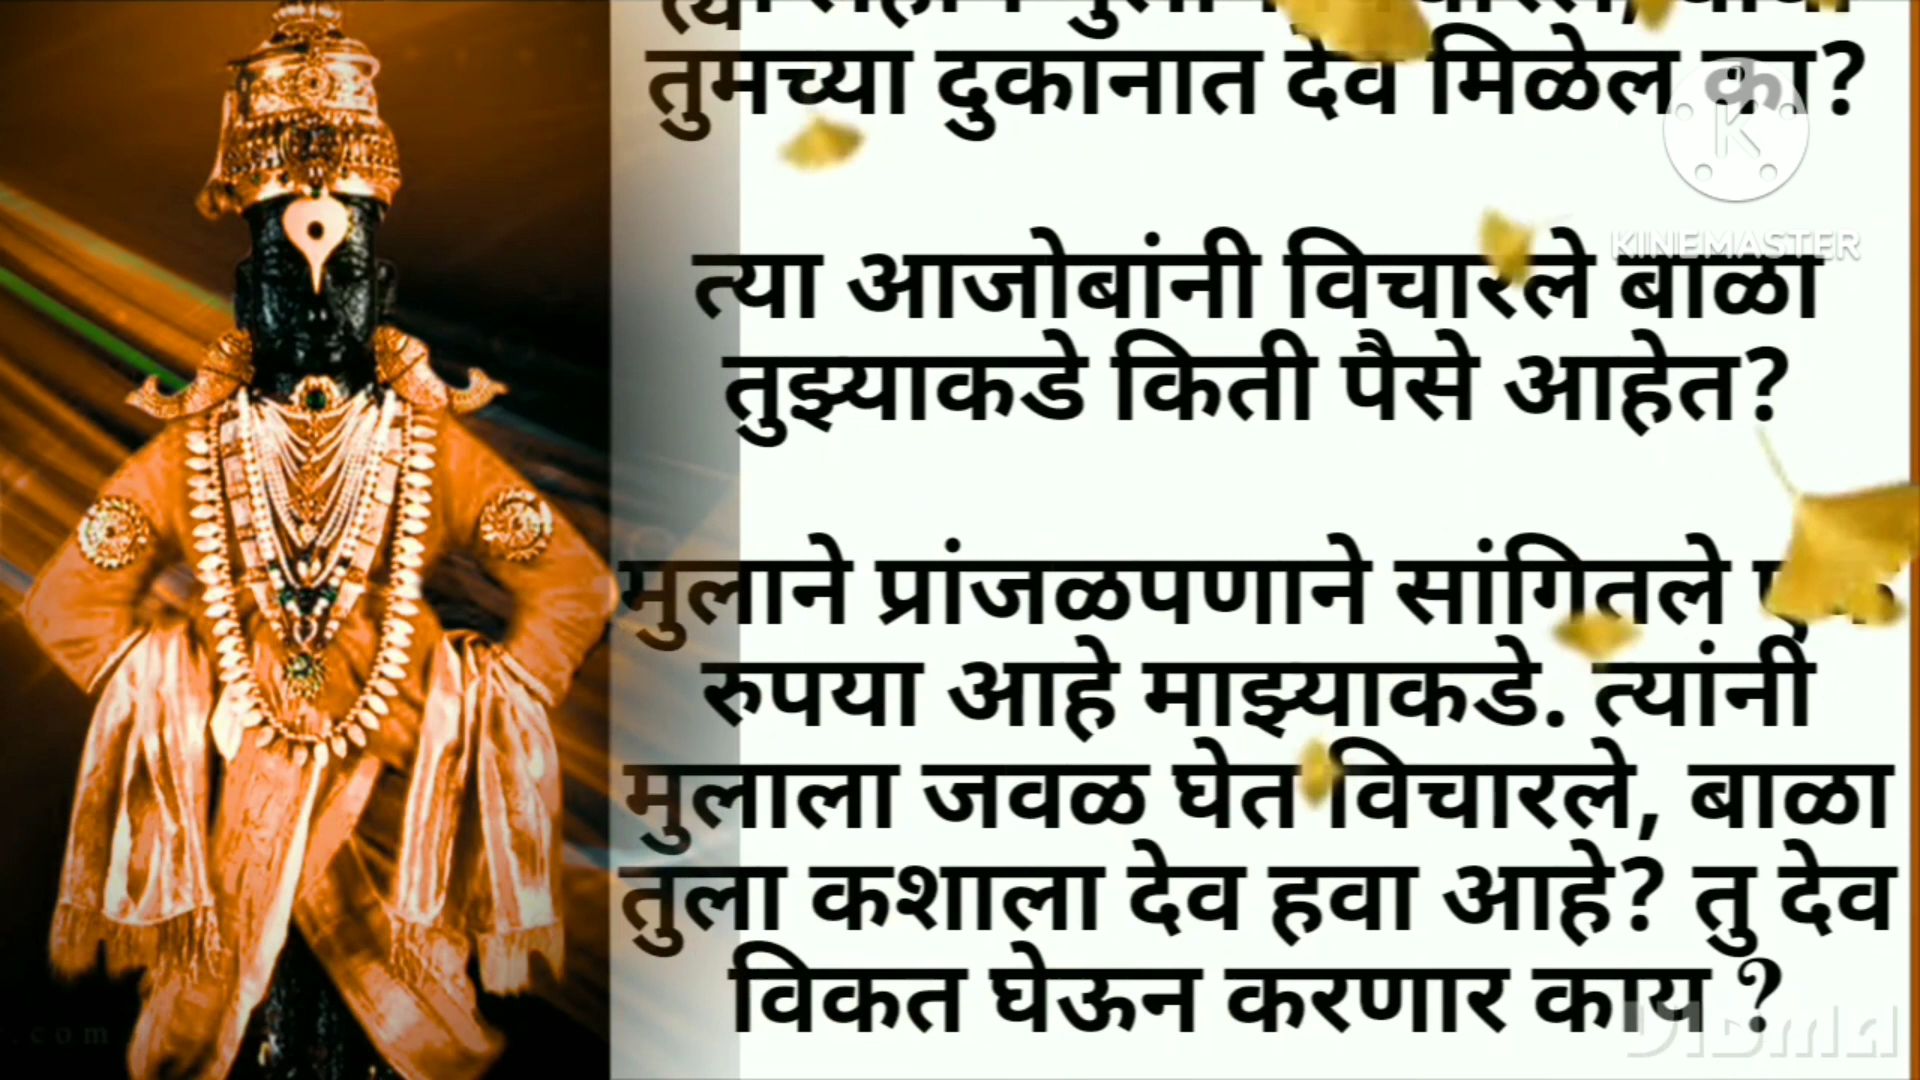 तुमच्या दुकानात देव मिळेल का?
त्या आजोबांनी विचारले बाळा
तुझ्याकडे किती पैसे आहेत?
मुलाने प्रांजळपणाने सांगितले
रुपया आहे माझ्याकडे. त्यांनी
मुलाला जवळ घेत विचारले, बाळा
तुला कशाला देव हवा आहे? तु देव
विकत घेऊन करणार काय ?
KINEMASTER
.com